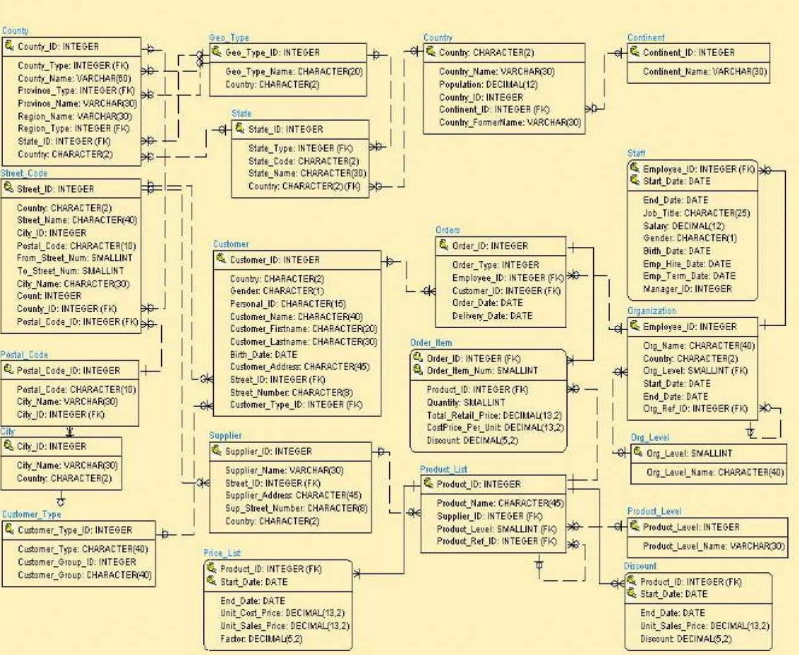 County
County_ID: INTEGER
County_Type: INTEGER (FK)
County_Name: VARCHAR(60)
Province_Type: INTEGER (FK)
Province_Name: VARCHAR(30)
Region_Name: VARCHAR(30)
Region_Type: INTEGER (FK)
State_ID: INTEGER (FK)
Country: CHARACTER(2)
Geo_Type
Geo_Type_ID: INTEGER
Geo_Type_Name: CHARACTER(20)
Country: CHARACTER(2)
Country
Country: CHARACTER(2)
Country_Name: VARCHAR(30)
Population: DECIMAL(12)
Country_ID: INTEGER
Continent_ID: INTEGER (FK)
Country_FormerName: VARCHAR(30)
Continent
Continent_ID: INTEGER
Continent_Name: VARCHAR(30)
State
State_ID: INTEGER
State_Type: INTEGER (FK)
State_Code: CHARACTER(2)
State_Name: CHARACTER(30)
Country: CHARACTER(2) (FK)
Staff
Employee_ID: INTEGER (FK)
Start_Date: DATE
End_Date: DATE
Job_Title: CHARACTER(25)
Salary: DECIMAL(12)
Gender: CHARACTER(1)
Birth_Date: DATE
Emp_Hire_Date: DATE
Emp_Term_Date: DATE
Manager_ID: INTEGER
Street_Code
Street_ID: INTEGER
Country: CHARACTER(2)
Street_Name: CHARACTER(40)
City_ID: INTEGER
Postal_Code: CHARACTER(10)
From_Street_Num: SMALLINT
To_Street_Num: SMALLINT
City_Name: CHARACTER(30)
Count: INTEGER
County_ID: INTEGER (FK)
Postal_Code_ID: INTEGER (FK)
Customer
Customer_ID: INTEGER
Country: CHARACTER(2)
Gender: CHARACTER(1)
Personal_ID: CHARACTER(15)
Customer_Name: CHARACTER(40)
Customer_Firstname: CHARACTER(20)
Customer_Lastname: CHARACTER(30)
Birth_Date: DATE
Customer_Address: CHARACTER(45)
Street_ID: INTEGER (FK)
Street_Number: CHARACTER(8)
Customer_Type_ID: INTEGER (FK)
Orders
Order_ID: INTEGER
Order_Type: INTEGER
Employee_ID: INTEGER (FK)
Customer_ID: INTEGER (FK)
Order_Date: DATE
Delivery_Date: DATE
Organization
Employee_ID: INTEGER
Org_Name: CHARACTER(40)
Country: CHARACTER(2)
Org_Level: SMALLINT (FK)
Start_Date: DATE
End_Date: DATE
Org_Ref_ID: INTEGER (FK)
Order_Item
Order_ID: INTEGER (FK)
Order_Item_Num: SMALLINT
Product_ID: INTEGER (FK)
Quantity: SMALLINT
Total_Retail_Price: DECIMAL(13,2)
CostPrice_Per_Unit: DECIMAL(13,2)
Discount: DECIMAL(5,2)
Postal_Code
Postal_Code_ID: INTEGER
Postal_Code: CHARACTER(10)
City_Name: VARCHAR(30)
City_ID: INTEGER (FK)
City
City_ID: INTEGER
City_Name: VARCHAR(30)
Country: CHARACTER(2)
Supplier
Supplier_ID: INTEGER
Supplier_Name: VARCHAR(30)
Street_ID: INTEGER (FK)
Supplier_Address: CHARACTER(45)
Sup_Street_Number: CHARACTER(8)
Country: CHARACTER(2)
Org_Level
Org_Level: SMALLINT
Org_Level_Name: CHARACTER(40)
Product_List
Product_ID: INTEGER
Product_Name: CHARACTER(45)
Supplier_ID: INTEGER (FK)
Product_Level: SMALLINT (FK)
Product_Ref_ID: INTEGER (FK)
Product_Level
Product_Level: INTEGER
Product_Level_Name: VARCHAR(30)
Customer_Type
Customer_Type_ID: INTEGER
Customer_Type: CHARACTER(40)
Customer_Group_ID: INTEGER
Customer_Group: CHARACTER(40)
Price_List
Product_ID: INTEGER (FK)
Start_Date: DATE
End_Date: DATE
Unit_Cost_Price: DECIMAL(13,2)
Unit_Sales_Price: DECIMAL(13,2)
Factor: DECIMAL(5,2)
Discount
Product_ID: INTEGER (FK)
Start_Date: DATE
End_Date: DATE
Unit_Sales_Price: DECIMAL(13,2)
Discount: DECIMAL(5,2)